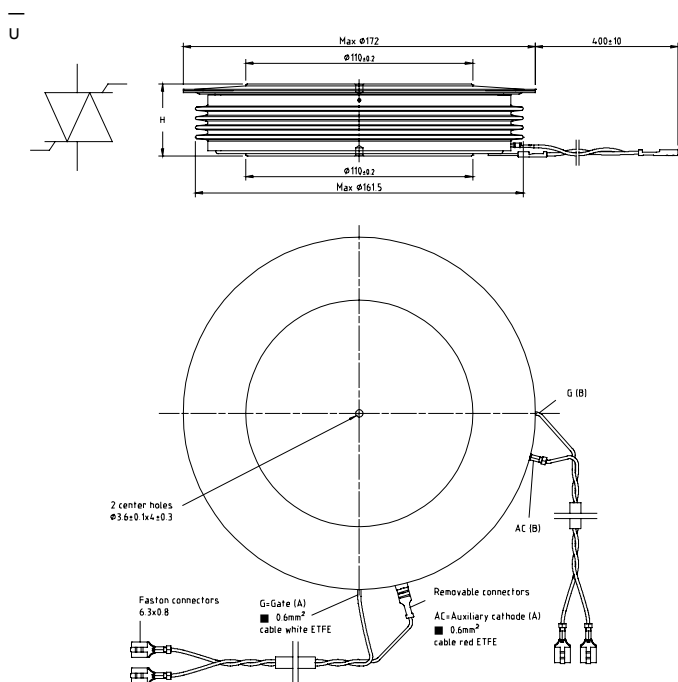 U
Max Ø172
400±10
Ø110±0.2
H
Ø110±0.2
Max Ø161.5
G (B)
2 center holes
Ø3.6±0.1x4±0.3
AC (B)
Faston connectors
6.3x0.8
G=Gate (A)
■ 0.6mm²
cable white ETFE
Removable connectors
AC=Auxiliary cathode (A)
■ 0.6mm²
cable red ETFE